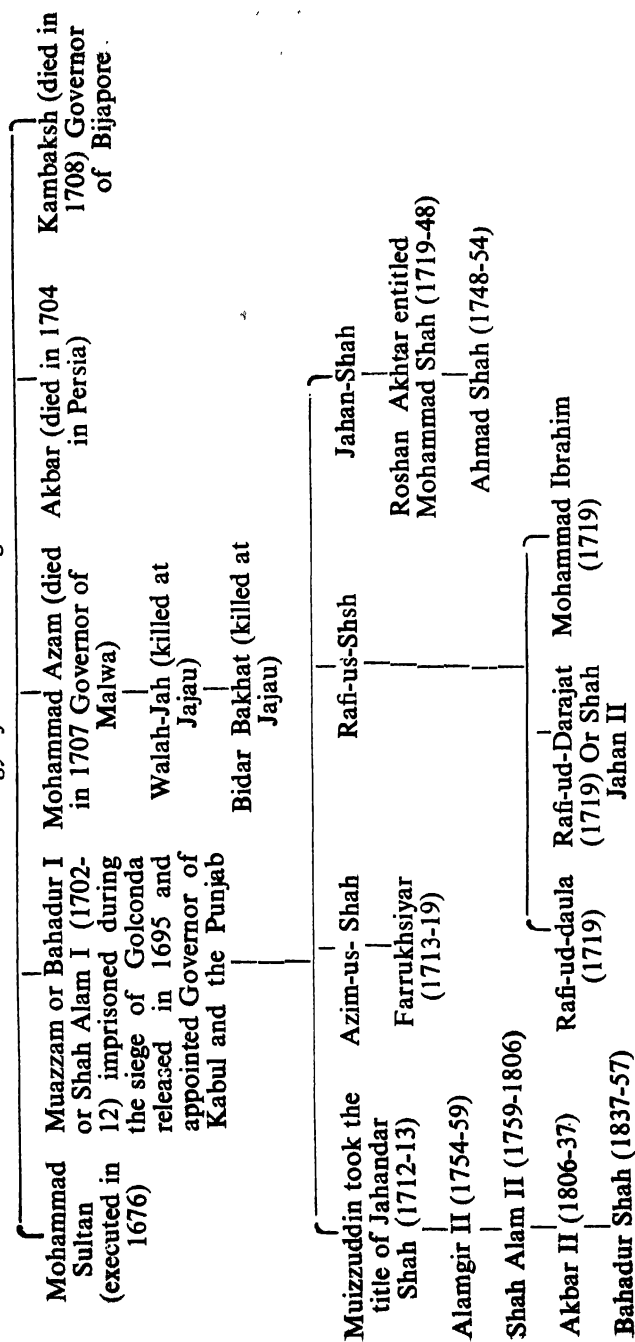 Mohammad
Sultan
(executed in
1676)
Muazzam or Bahadur I
or Shah Alam I (1702-
12) imprisoned during
the siege of Golconda
released in 1695 and
appointed Governor of
Kabul and the Punjab
Mohammad Azam (died
in 1707 Governor of
Malwa)
Walah-Jah (killed at
Jajau)
Bidar Bakhat (killed at
Jajau)
Akbar (died in 1704
in Persia)
Kambaksh (died in
1708) Governor
of Bijapore
Muizzuddin took the
title of Jahandar
Shah (1712-13)
Alamgir II (1754-59)
Shah Alam II (1759-1806)
Akbar II (1806-37)
Bahadur Shah (1837-57)
Azim-us- Shah
Farrukhsiyar
(1713-19)
Rafi-us-Shsh
Rafi-ud-daula
(1719)
Rafi-ud-Darajat
(1719) Or Shah
Jahan II
Mohammad Ibrahim
(1719)
Jahan-Shah
Roshan Akhtar entitled
Mohammad Shah (1719-48)
Ahmad Shah (1748-54)